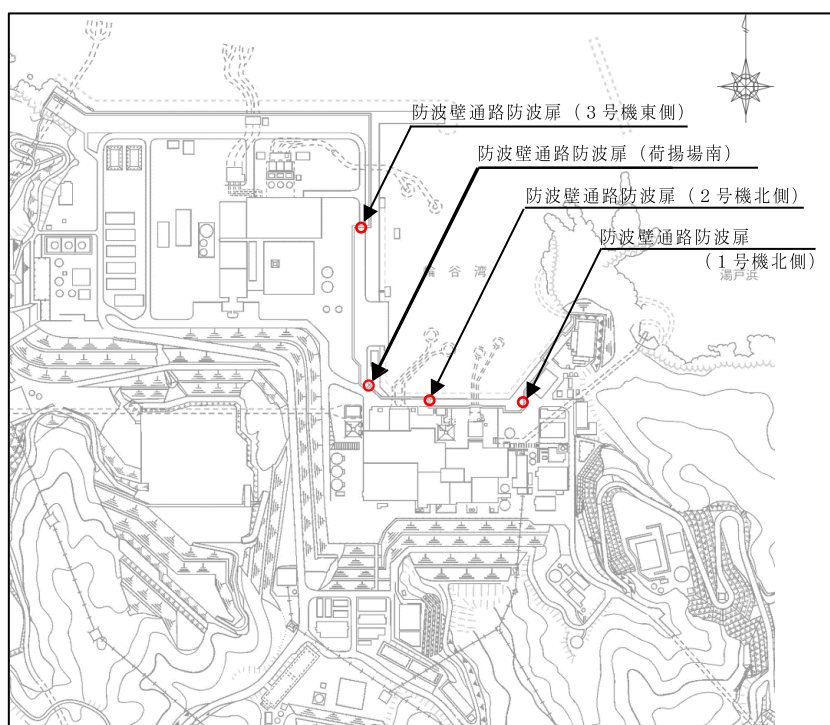 防波壁通路防波扉（３号機東側）
防波壁通路防波扉（荷揚場南）
防波壁通路防波扉（２号機北側）
防波壁通路防波扉
（１号機北側）
輪谷湾
湯戸浜